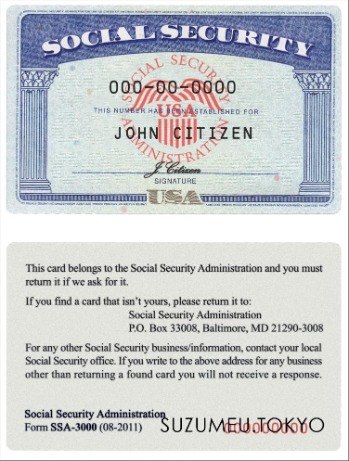 SOCIAL SECURITY
SOCIAL SECURITY ADMINISTRATION
USA
000-00-0000
THIS NUMBER HAS BEEN ESTABLISHED FOR
JOHN CITIZEN
J. Citizen
SIGNATURE
USA
This card belongs to the Social Security Administration and you must
return it if we ask for it.
If you find a card that isn't yours, please return it to:
Social Security Administration
P.O. Box 33008, Baltimore, MD 21290-3008
For any other Social Security business/information, contact your local
Social Security office. If you write to the above address for any business
other than returning a found card you will not receive a response.
Social Security Administration
Form SSA-3000 (08-2011)
SUZUMEU.TOKYO
000000000